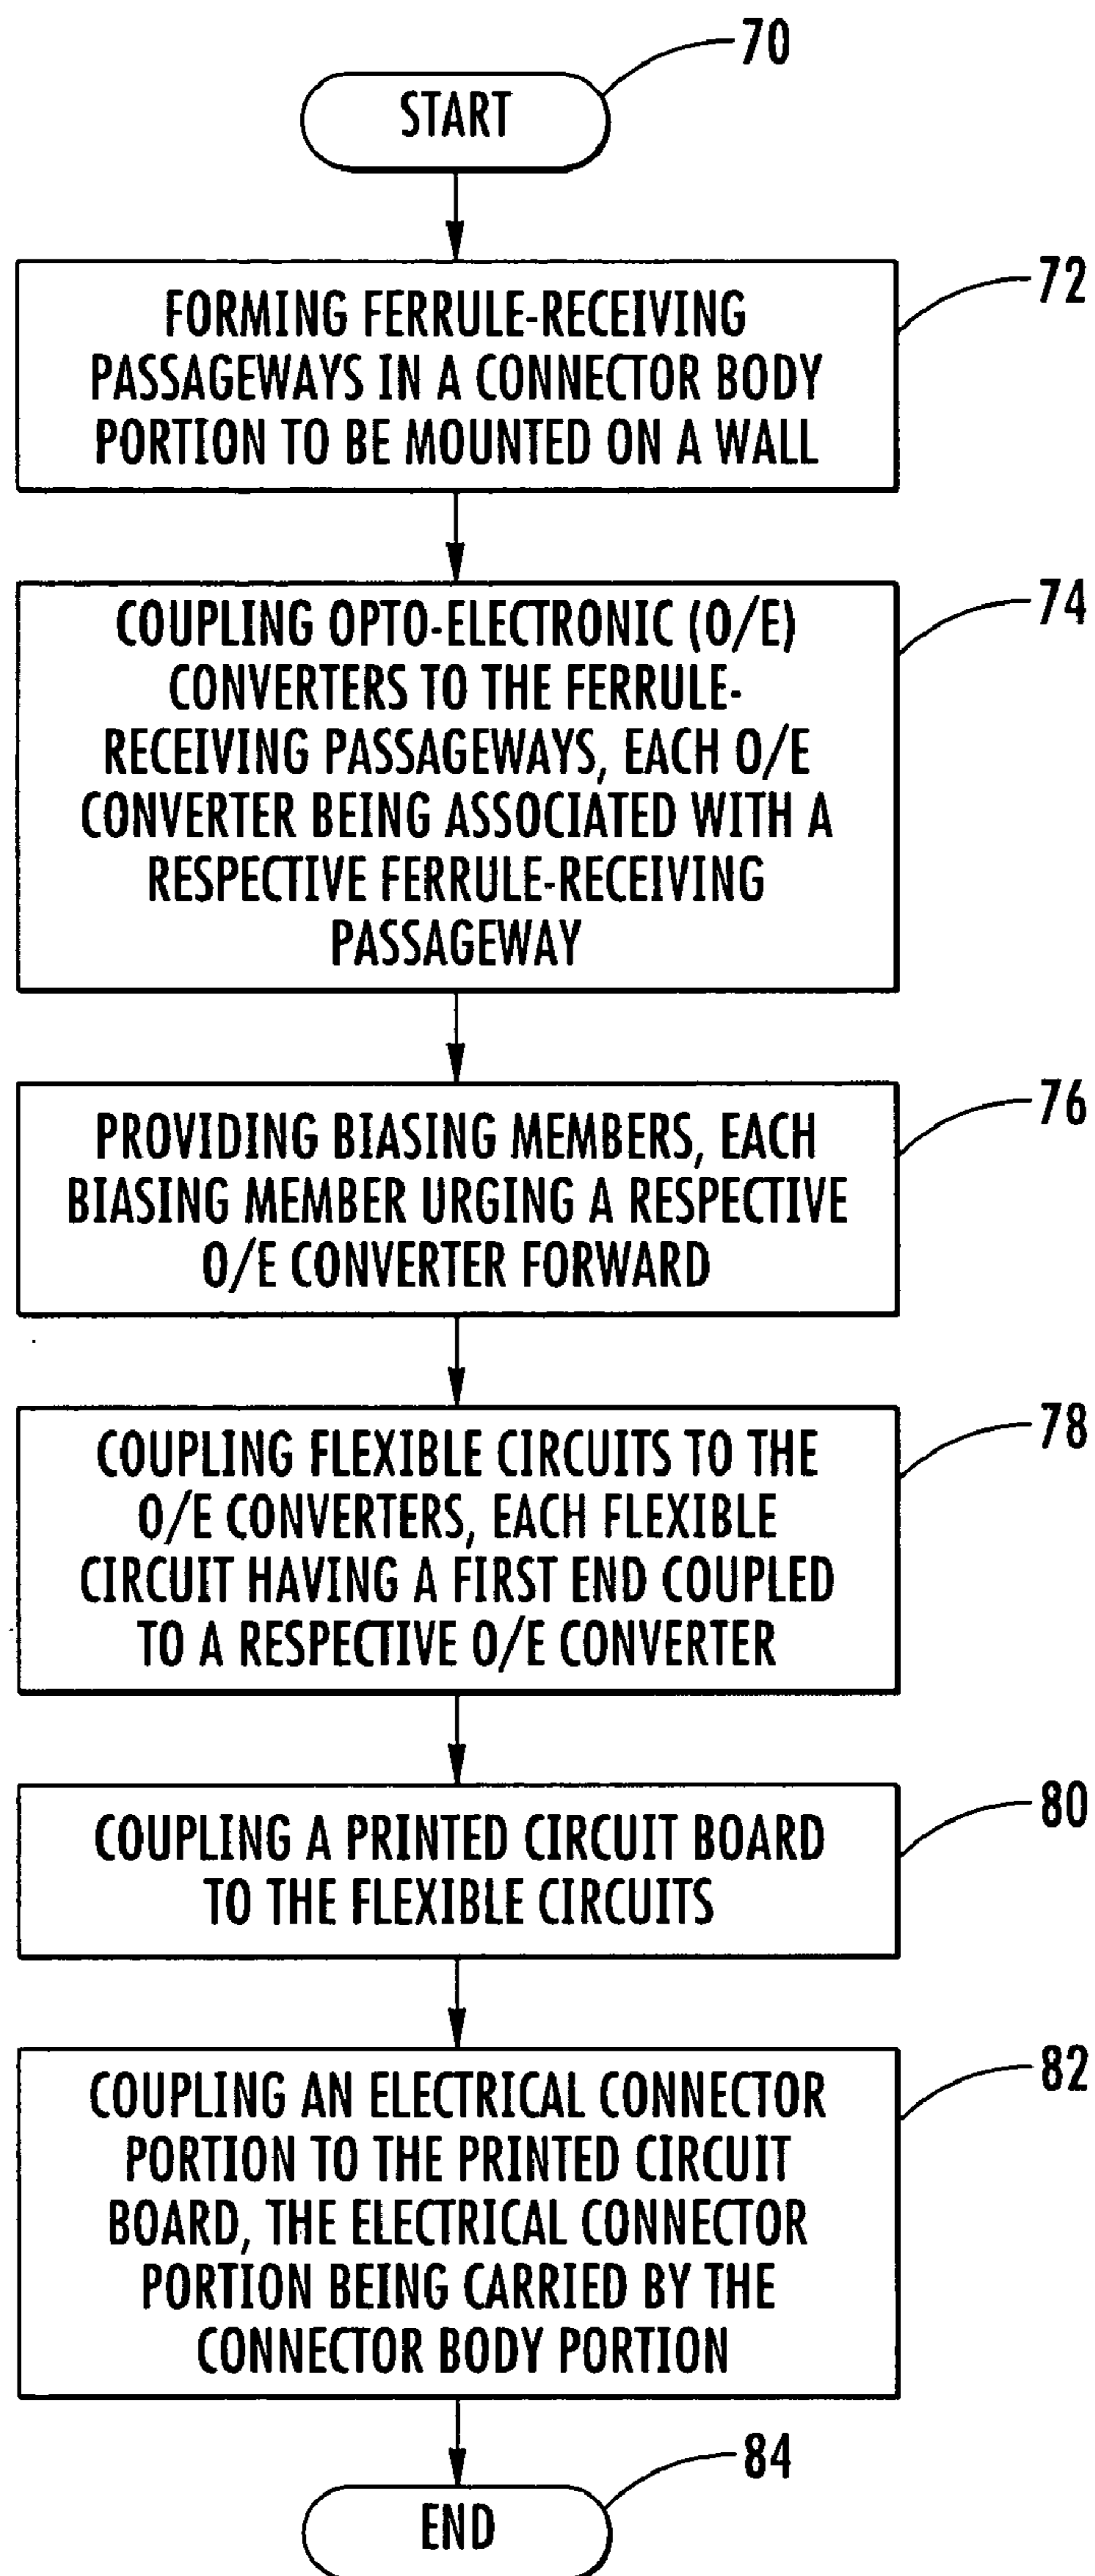 70
START
72
FORMING FERRULE-RECEIVING
PASSAGEWAYS IN A CONNECTOR BODY
PORTION TO BE MOUNTED ON A WALL
74
COUPLING OPTO-ELECTRONIC (O/E)
CONVERTERS TO THE FERRULE-
RECEIVING PASSAGEWAYS, EACH O/E
CONVERTER BEING ASSOCIATED WITH A
RESPECTIVE FERRULE-RECEIVING
PASSAGEWAY
76
PROVIDING BIASING MEMBERS, EACH
BIASING MEMBER URGING A RESPECTIVE
O/E CONVERTER FORWARD
78
COUPLING FLEXIBLE CIRCUITS TO THE
O/E CONVERTERS, EACH FLEXIBLE
CIRCUIT HAVING A FIRST END COUPLED
TO A RESPECTIVE O/E CONVERTER
80
COUPLING A PRINTED CIRCUIT BOARD
TO THE FLEXIBLE CIRCUITS
82
COUPLING AN ELECTRICAL CONNECTOR
PORTION TO THE PRINTED CIRCUIT
BOARD, THE ELECTRICAL CONNECTOR
PORTION BEING CARRIED BY THE
CONNECTOR BODY PORTION
84
END